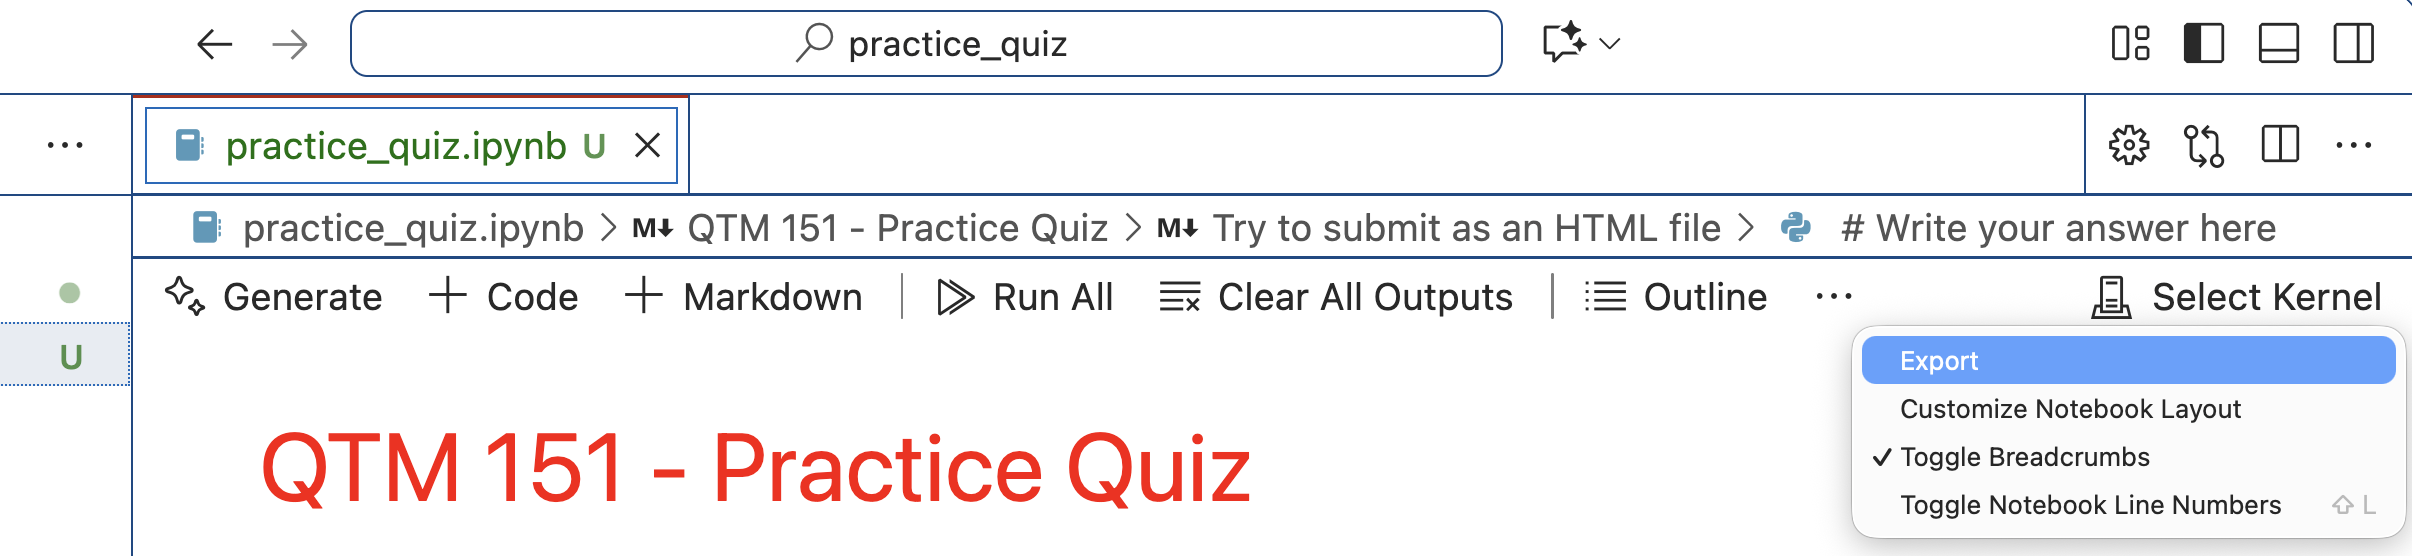 practice_quiz
practice_quiz.ipynb U
practice_quiz.ipynb > M↓ QTM 151 - Practice Quiz > M↓ Try to submit as an HTML file > # Write your answer here
Generate + Code + Markdown | Run All Clear All Outputs | Outline ... Select Kernel
U
Export
Customize Notebook Layout
✓ Toggle Breadcrumbs
Toggle Notebook Line Numbers ⇧ L
QTM 151 - Practice Quiz